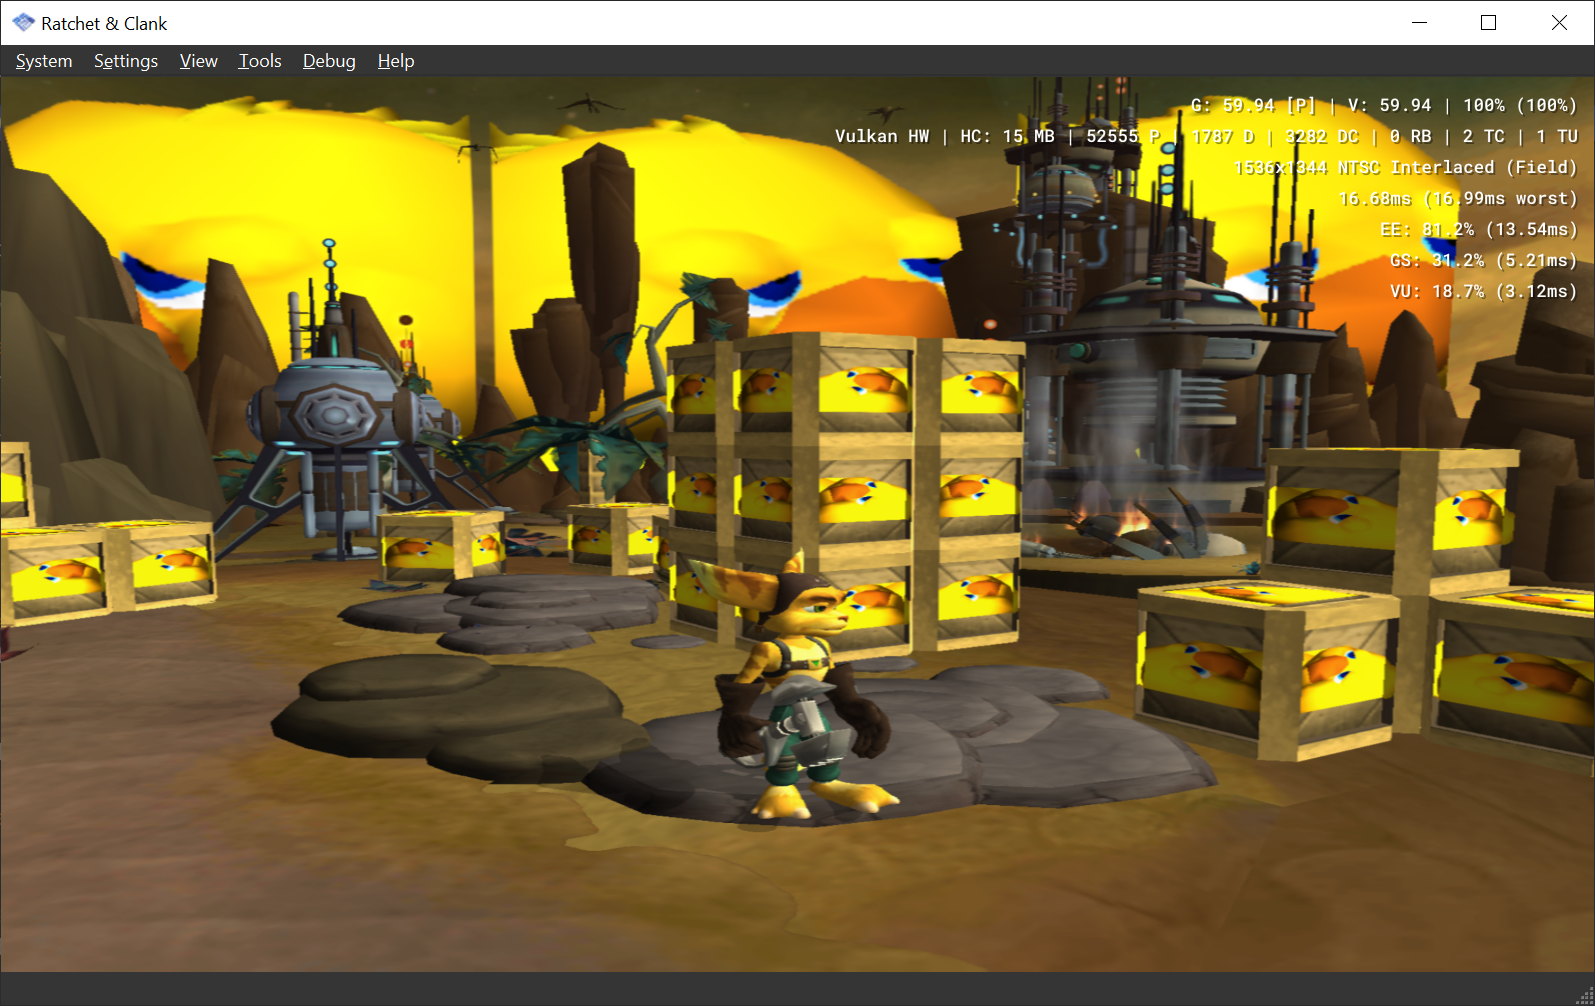 Ratchet & Clank
System Settings View Tools Debug Help
G: 59.94 [P] | V: 59.94 | 100% (100%)
Vulkan HW | HC: 15 MB | 52555 P | 1787 D | 3282 DC | 0 RB | 2 TC | 1 TU
1536x1344 NTSC Interlaced (Field)
16.68ms (16.99ms worst)
EE: 81.2% (13.54ms)
GS: 31.2% (5.21ms)
VU: 18.7% (3.12ms)